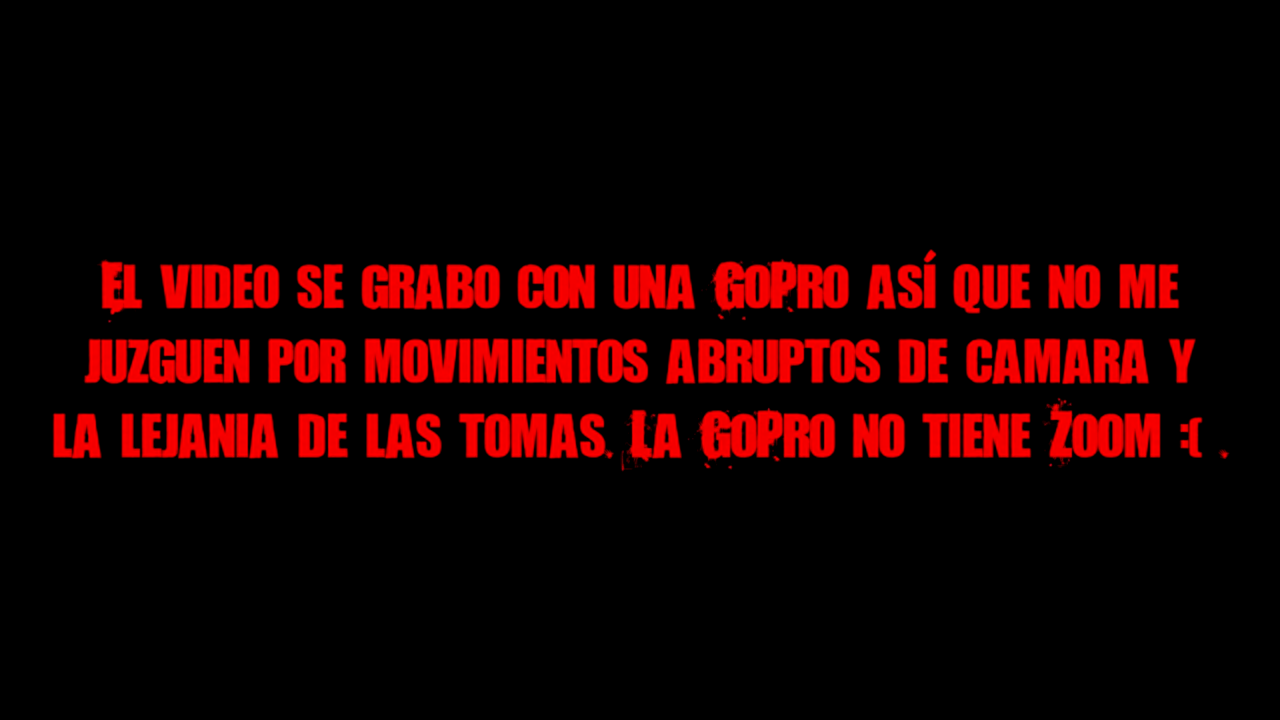 El video se grabo con una GoPro así que no me
juzguen por movimientos abruptos de camara y
la lejania de las tomas. La GoPro no tiene Zoom :( .